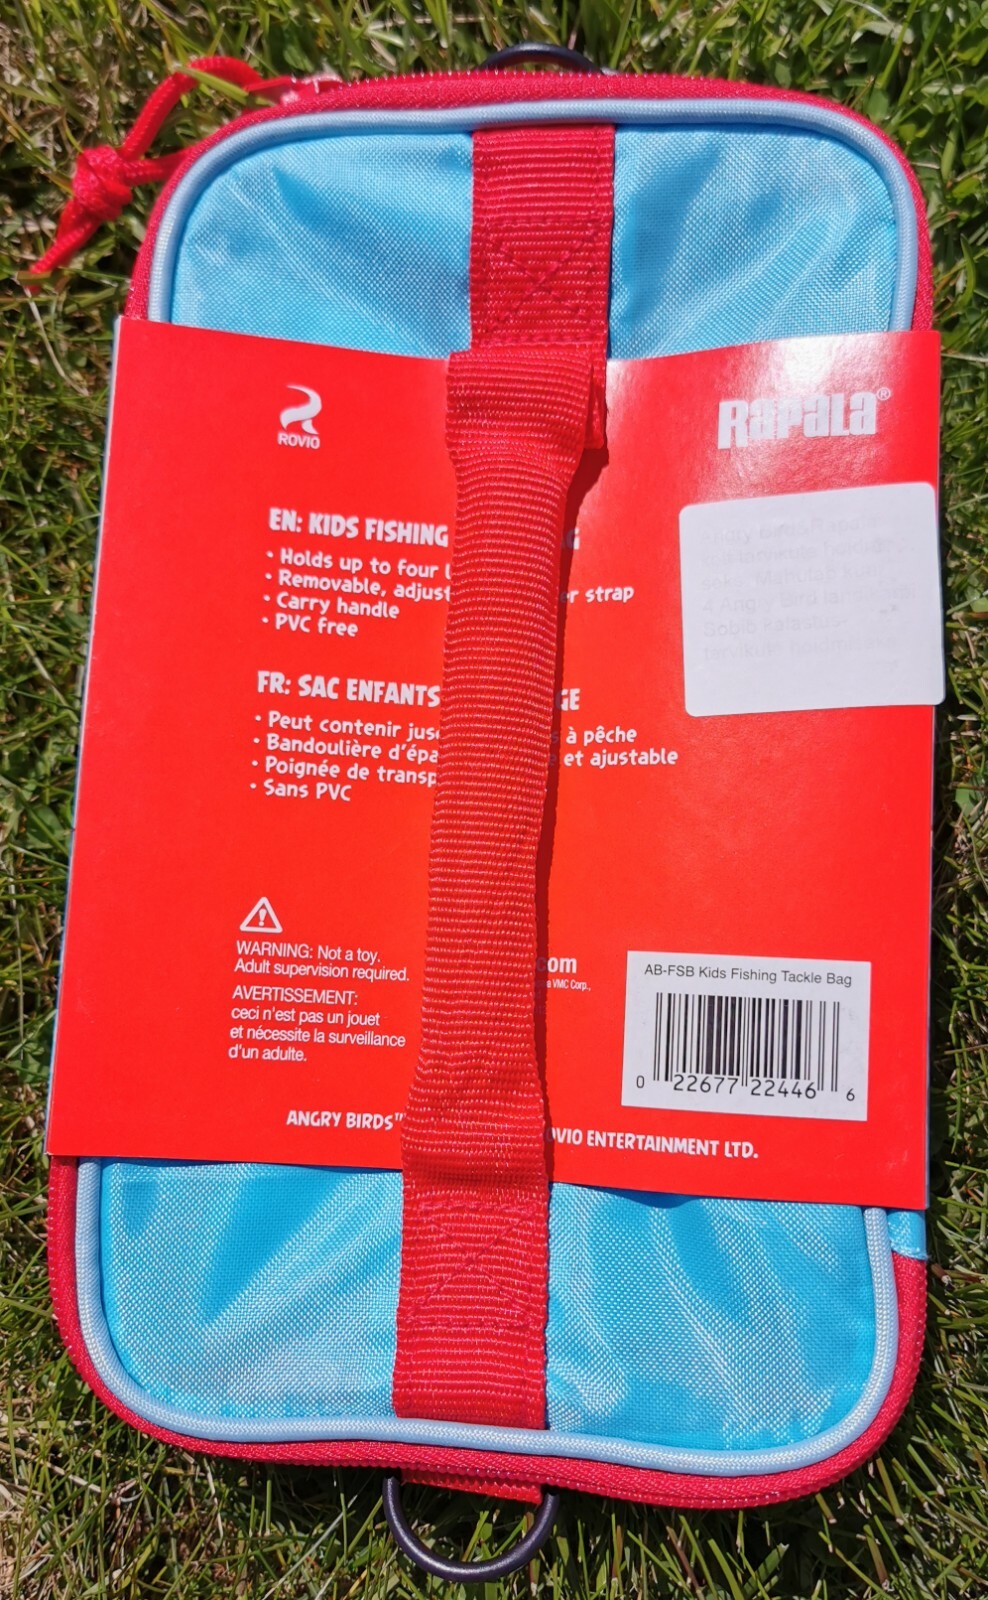 ROVIO
RAPALA®
EN: KIDS FISHING
• Holds up to four
• Removable, adjust er strap
• Carry handle
• PVC free
FR: SAC ENFANTS GE
• Peut contenir jus s à pêche
• Bandoulière d'épa e et ajustable
• Poignée de transp
• Sans PVC
WARNING: Not a toy.
Adult supervision required.
AVERTISSEMENT:
ceci n'est pas un jouet
et nécessite la surveillance
d'un adulte.
.com
VMC Corp.,
AB-FSB Kids Fishing Tackle Bag
0 22677 22446 6
ANGRY BIRDS™ OVIO ENTERTAINMENT LTD.